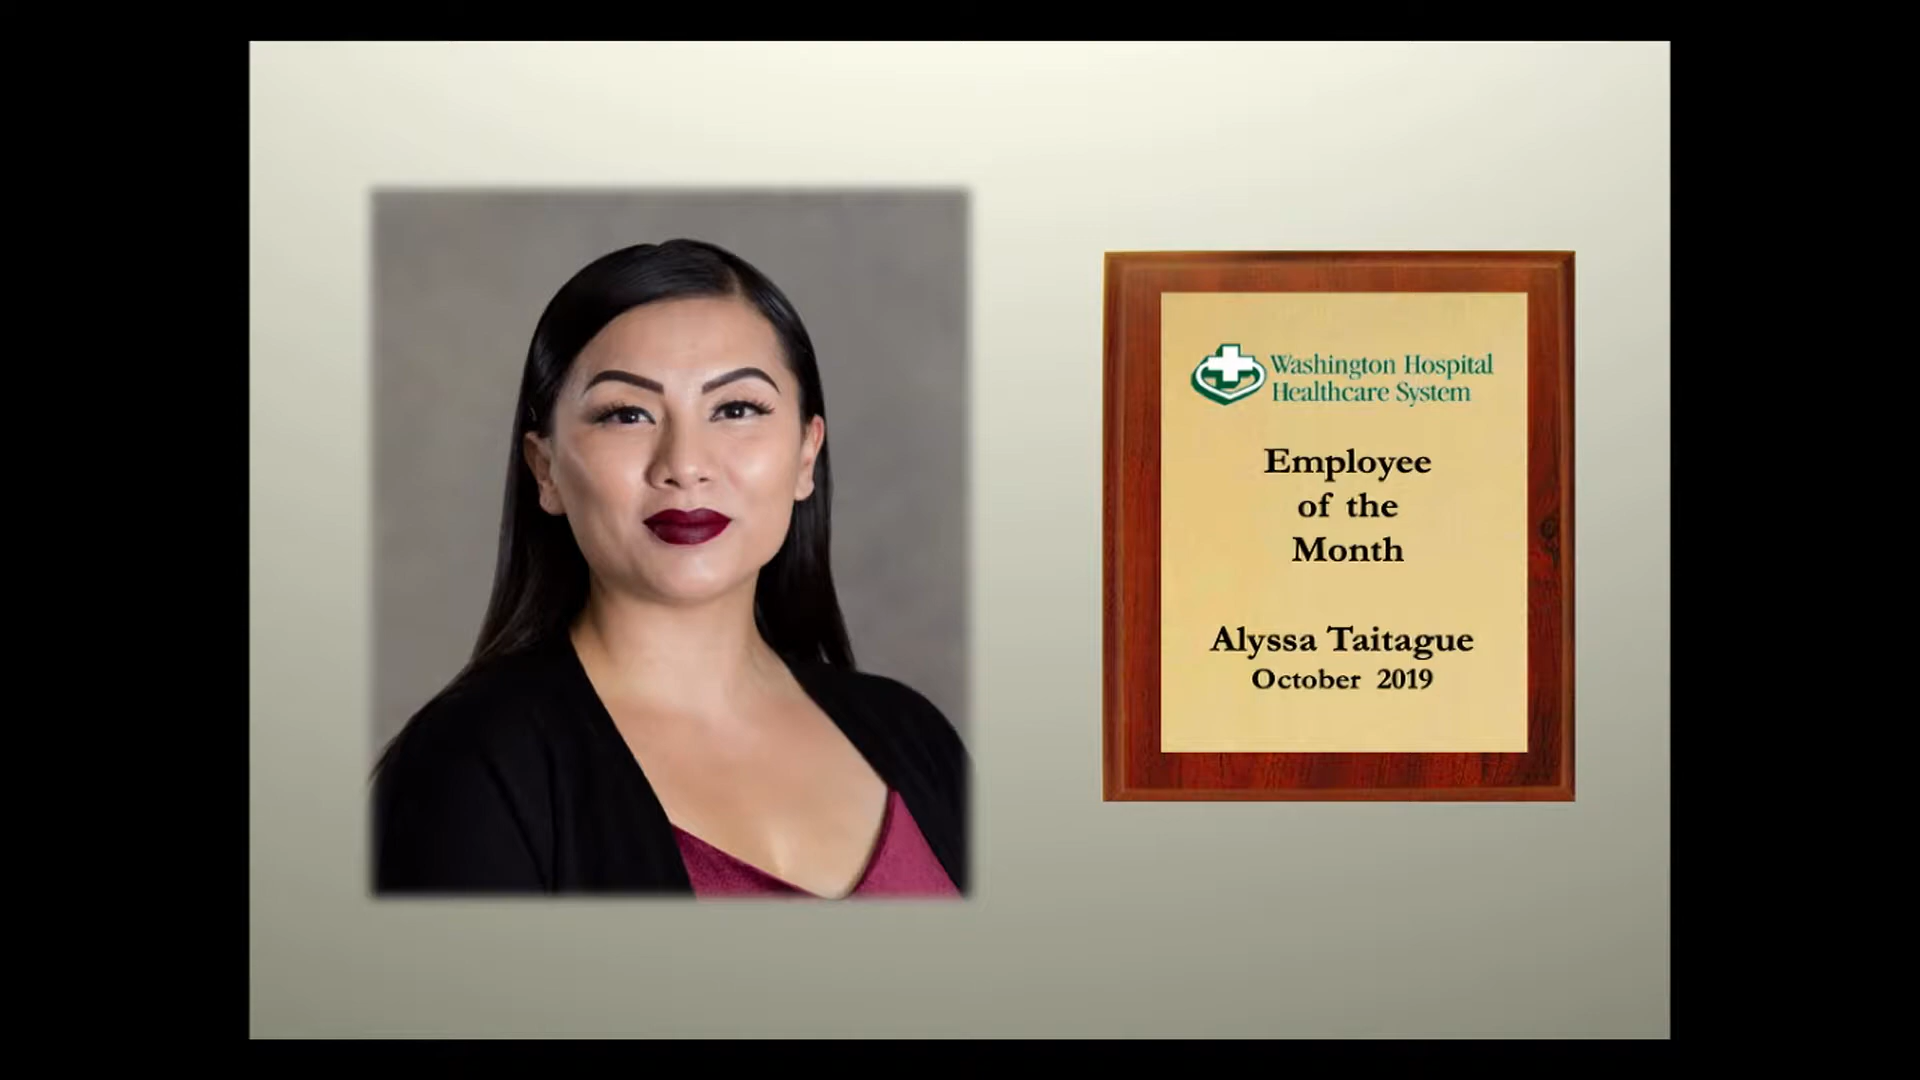 Washington Hospital
Healthcare System
Employee
of the
Month
Alyssa Taitague
October 2019